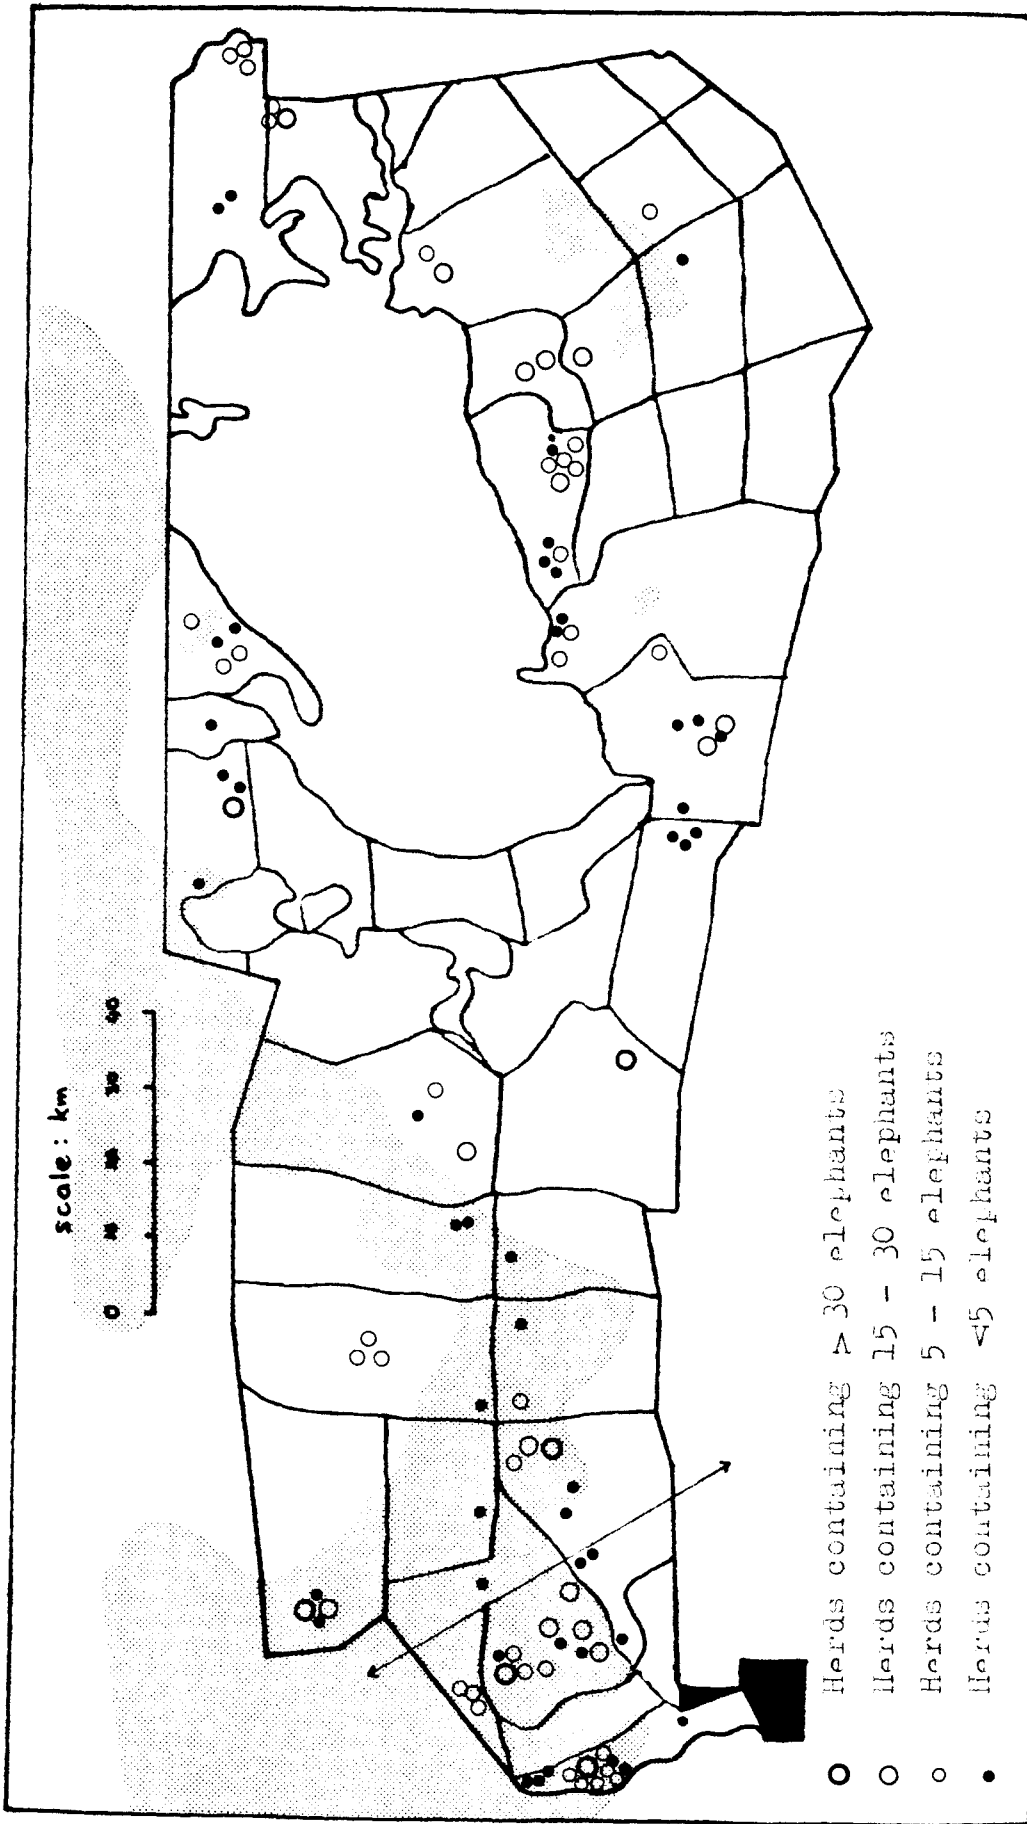 scale: km
0 10 20 30 40
Herds containing > 30 elephants
Herds containing 15 - 30 elephants
Herds containing 5 - 15 elephants
Herds containing <5 elephants